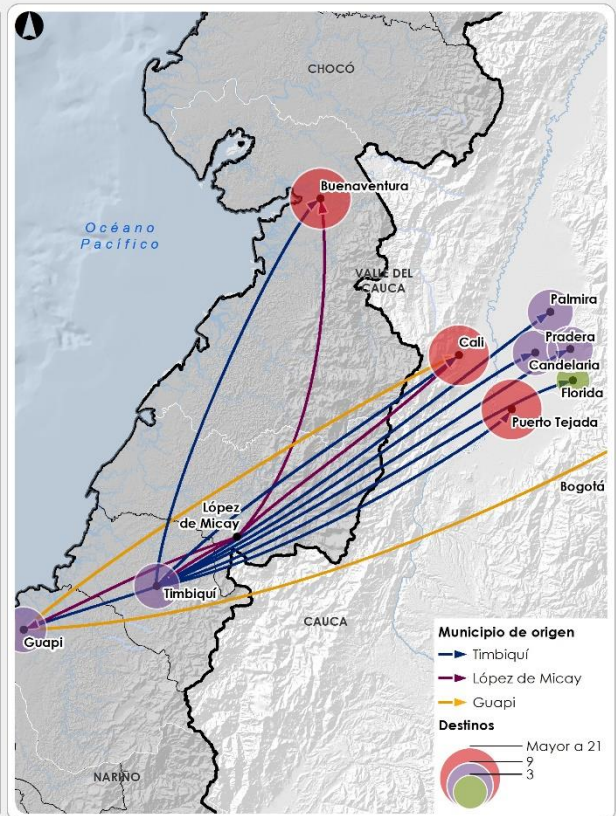 CHOCÓ
Buenaventura
Océano
Pacífico
VALLE DEL
CAUCA
Palmira
Cali
Pradera
Candelaria
Florida
Puerto Tejada
Bogotá
López
de Micay
Timbiquí
Guapi
CAUCA
NARIÑO
Municipio de origen
Timbiquí
López de Micay
Guapi
Destinos
Mayor a 21
9
3